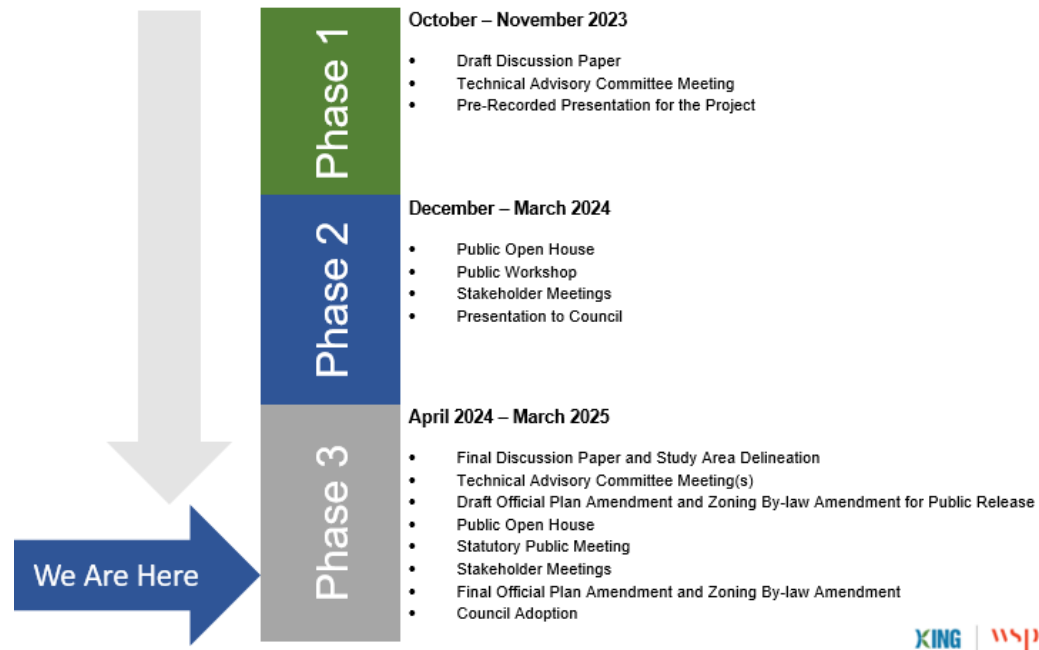 Phase 1
October – November 2023
• Draft Discussion Paper
• Technical Advisory Committee Meeting
• Pre-Recorded Presentation for the Project
Phase 2
December – March 2024
• Public Open House
• Public Workshop
• Stakeholder Meetings
• Presentation to Council
Phase 3
April 2024 – March 2025
• Final Discussion Paper and Study Area Delineation
• Technical Advisory Committee Meeting(s)
• Draft Official Plan Amendment and Zoning By-law Amendment for Public Release
• Public Open House
• Statutory Public Meeting
• Stakeholder Meetings
• Final Official Plan Amendment and Zoning By-law Amendment
• Council Adoption
We Are Here
KING
wsp